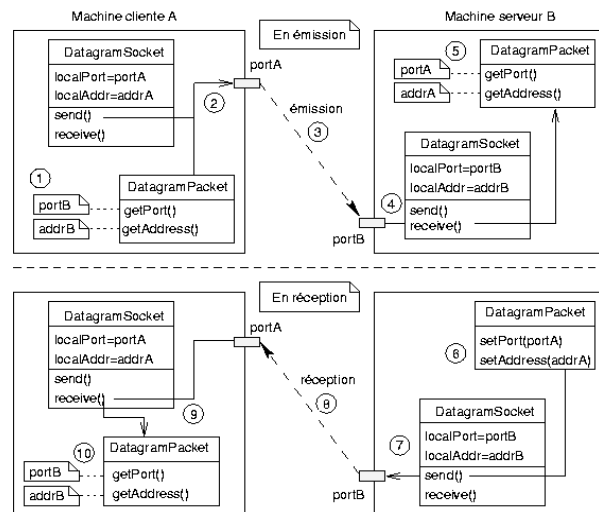 Machine cliente A
Machine serveur B
En émission
DatagramSocket
localPort=portA
localAddr=addrA
send()
receive()
2
portA
émission
3
1
DatagramPacket
portB
getPort()
addrB
getAddress()
5
DatagramPacket
portA
getPort()
addrA
getAddress()
DatagramSocket
localPort=portB
localAddr=addrB
4
send()
receive()
portB
En réception
DatagramSocket
localPort=portA
localAddr=addrA
send()
receive()
9
portA
réception
8
10
DatagramPacket
portB
getPort()
addrB
getAddress()
DatagramPacket
setPort(portA)
6
setAddress(addrA)
DatagramSocket
localPort=portB
localAddr=addrB
7
send()
receive()
portB